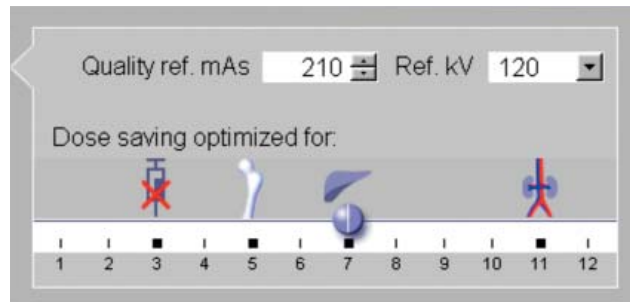 Quality ref. mAs 210 Ref. kV 120
Dose saving optimized for:
1 2 3 4 5 6 7 8 9 10 11 12